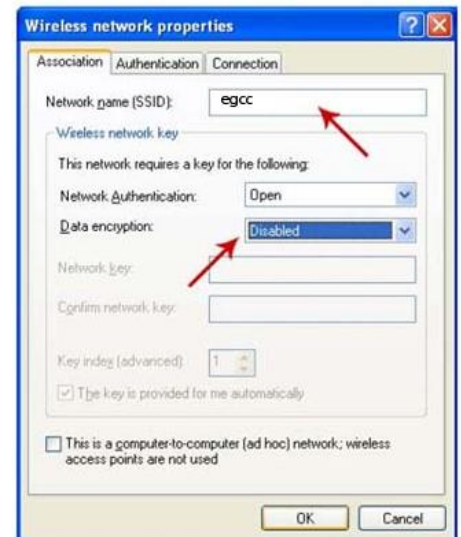 Wireless network properties
Association Authentication Connection
Network name (SSID): egcc
Wireless network key
This network requires a key for the following:
Network Authentication: Open
Data encryption: Disabled
Network key:
Confirm network key:
Key index (advanced): 1
The key is provided for me automatically
This is a computer-to-computer (ad hoc) network; wireless
access points are not used
OK Cancel